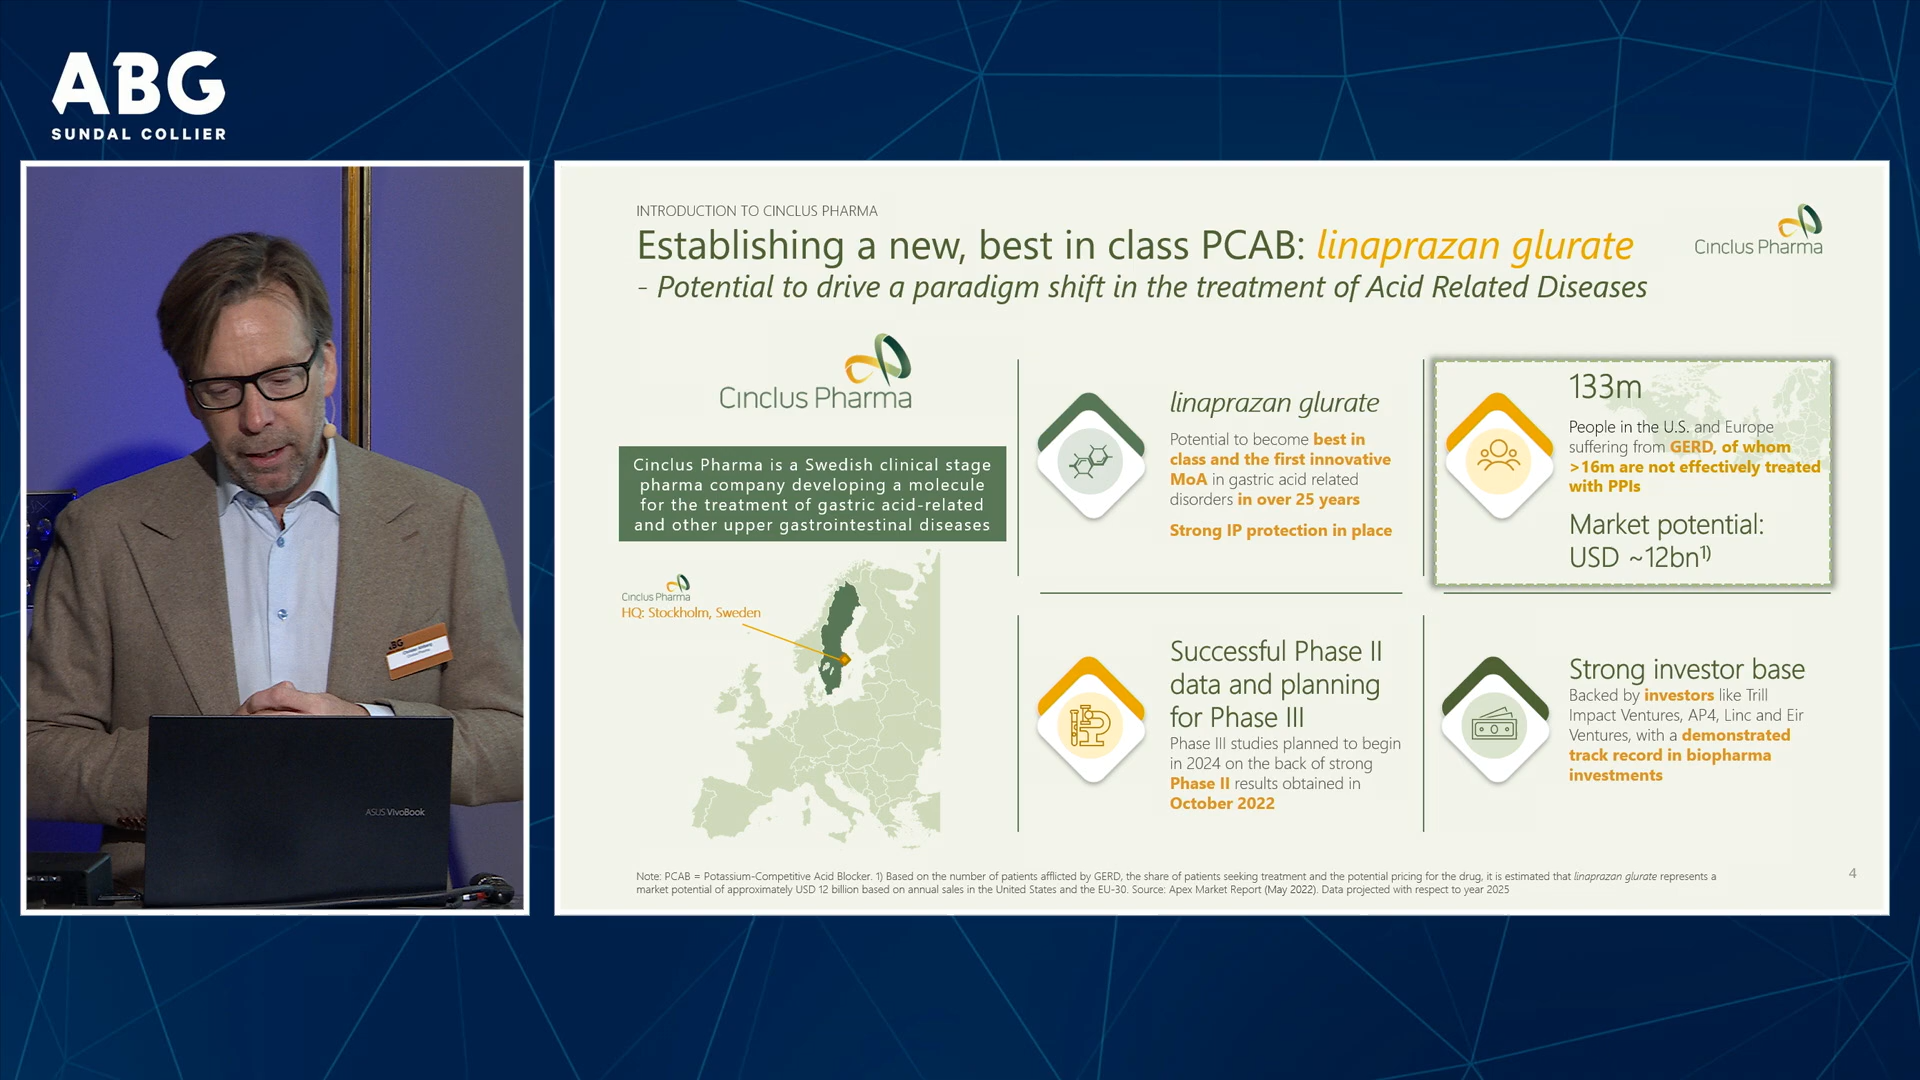 ABG
SUNDAL COLLIER
INTRODUCTION TO CINCLUS PHARMA
Establishing a new, best in class PCAB: linaprazan glurate
- Potential to drive a paradigm shift in the treatment of Acid Related Diseases
Cinclus Pharma
Cinclus Pharma
Cinclus Pharma is a Swedish clinical stage
pharma company developing a molecule
for the treatment of gastric acid-related
and other upper gastrointestinal diseases
Cinclus Pharma
HQ: Stockholm, Sweden
linaprazan glurate
Potential to become best in
class and the first innovative
MoA in gastric acid related
disorders in over 25 years
Strong IP protection in place
133m
People in the U.S. and Europe
suffering from GERD, of whom
>16m are not effectively treated
with PPIs
Market potential:
USD ~12bn¹⁾
Successful Phase II
data and planning
for Phase III
Phase III studies planned to begin
in 2024 on the back of strong
Phase II results obtained in
October 2022
Strong investor base
Backed by investors like Trill
Impact Ventures, AP4, Linc and Eir
Ventures, with a demonstrated
track record in biopharma
investments
Note: PCAB = Potassium-Competitive Acid Blocker. 1) Based on the number of patients afflicted by GERD, the share of patients seeking treatment and the potential pricing for the drug, it is estimated that linaprazan glurate represents a
market potential of approximately USD 12 billion based on annual sales in the United States and the EU-30. Source: Apex Market Report (May 2022). Data projected with respect to year 2025
4
ASUS VivoBook